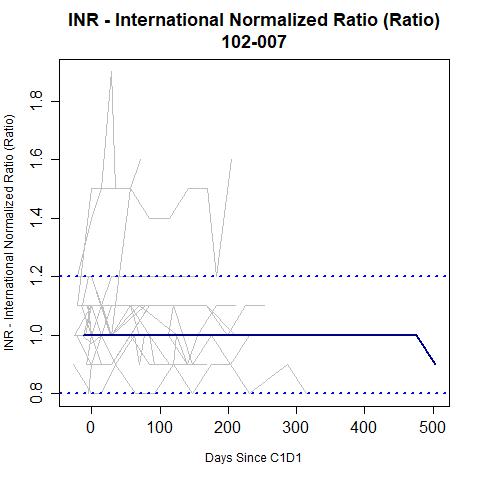 INR - International Normalized Ratio (Ratio)
102-007
INR - International Normalized Ratio (Ratio)
1.8
1.6
1.4
1.2
1.0
0.8
0 100 200 300 400 500
Days Since C1D1